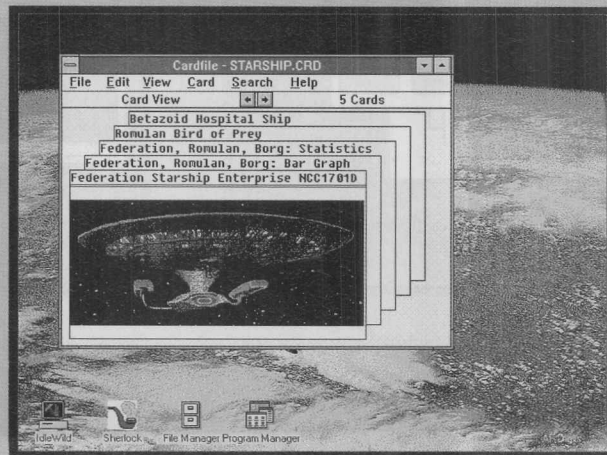 Cardfile - STARSHIP.CRD
File Edit View Card Search Help
Card View 5 Cards
Betazoid Hospital Ship
Romulan Bird of Prey
Federation, Romulan, Borg: Statistics
Federation, Romulan, Borg: Bar Graph
Federation Starship Enterprise NCC1701D
IdleWild Sherlock File Manager Program Manager